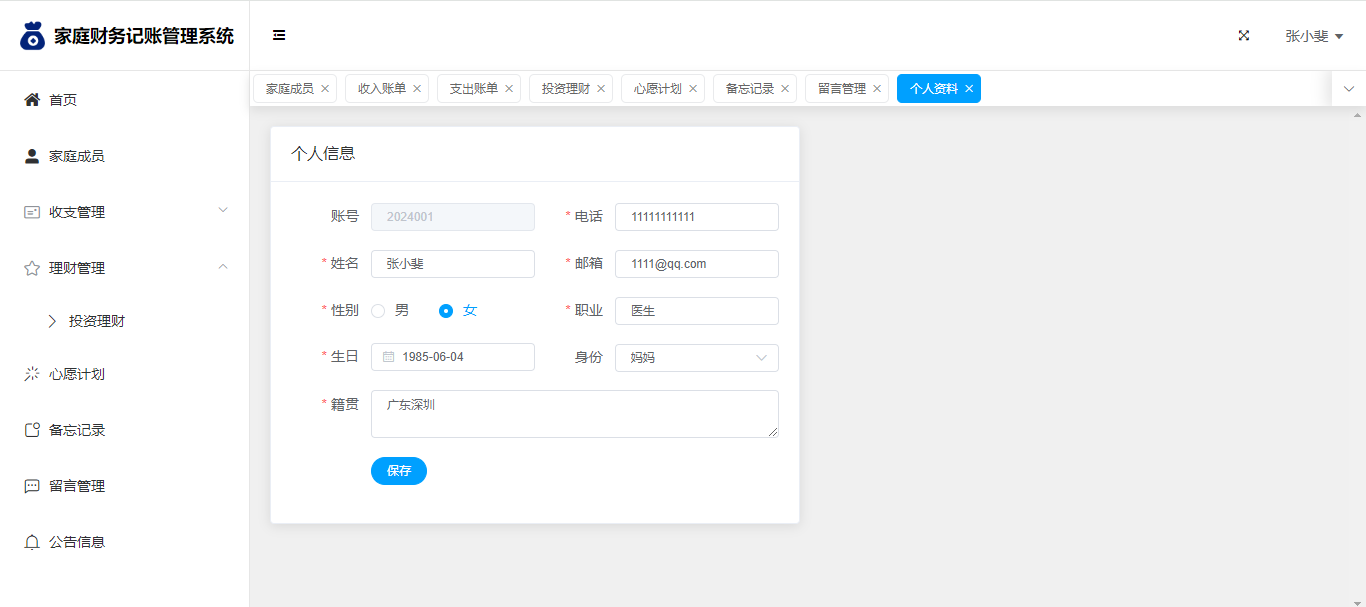 家庭财务记账管理系统
张小斐
家庭成员
收入账单
支出账单
投资理财
心愿计划
备忘记录
留言管理
个人资料
首页
家庭成员
收支管理
理财管理
投资理财
心愿计划
备忘记录
留言管理
公告信息
个人信息
账号 2024001 * 电话 11111111111
* 姓名 张小斐 * 邮箱 1111@qq.com
* 性别 男 女 * 职业 医生
* 生日 1985-06-04 身份 妈妈
* 籍贯 广东深圳
保存